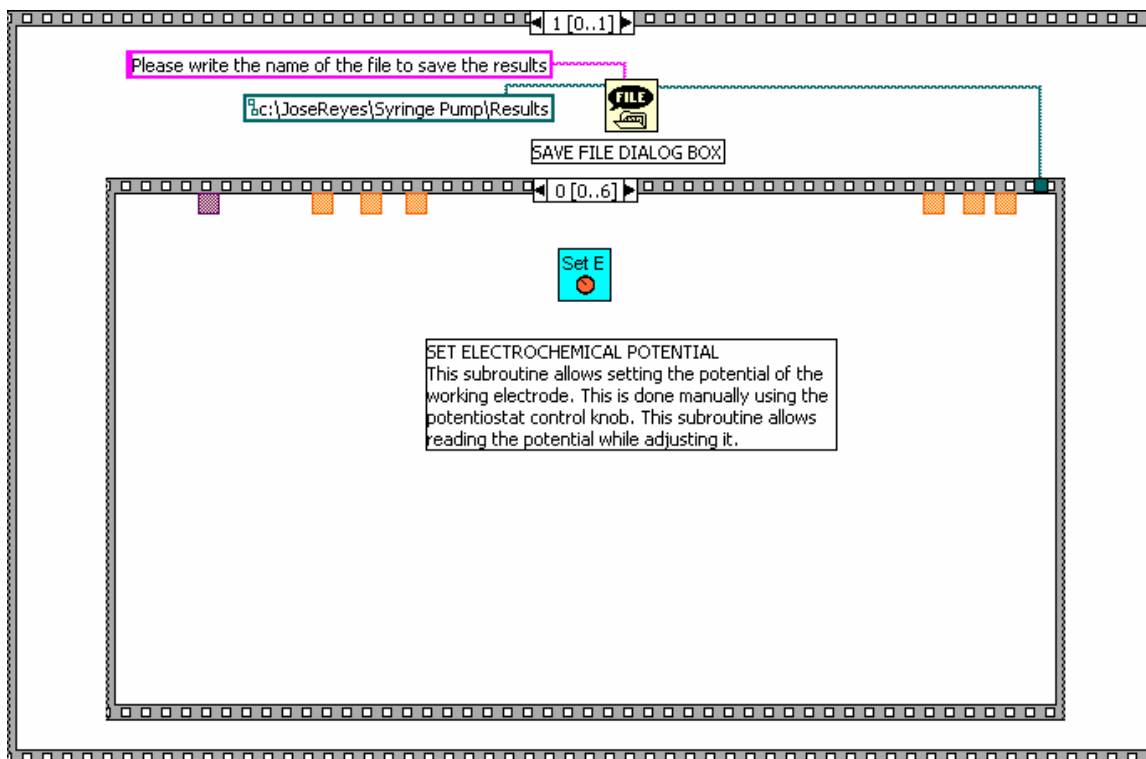 1 [0..1]
Please write the name of the file to save the results
c:\JoseReyes\Syringe Pump\Results
FILE
SAVE FILE DIALOG BOX
0 [0..6]
Set E
SET ELECTROCHEMICAL POTENTIAL
This subroutine allows setting the potential of the
working electrode. This is done manually using the
potentiostat control knob. This subroutine allows
reading the potential while adjusting it.